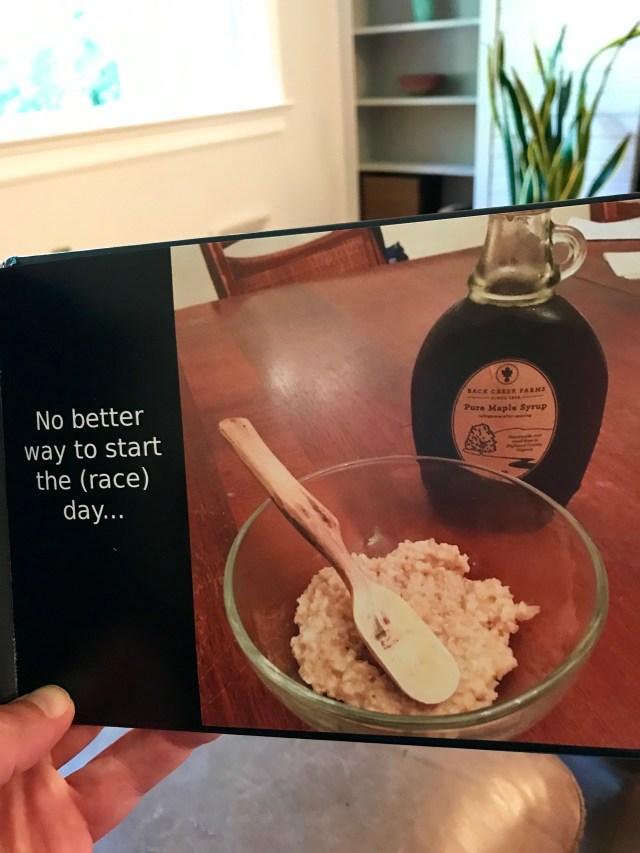 No better
way to start
the (race)
day...
BACK CREEK FARMS
Pure Maple Syrup